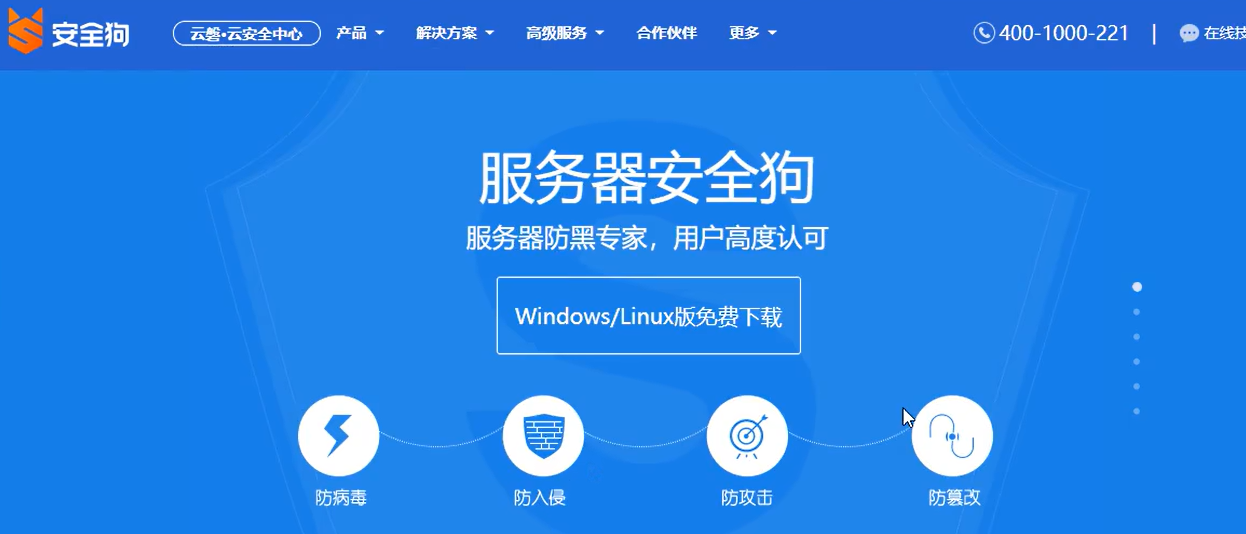 安全狗
云磐·云安全中心 产品 解决方案 高级服务 合作伙伴 更多 400-1000-221 | 在线技
服务器安全狗
服务器防黑专家，用户高度认可
Windows/Linux版免费下载
防病毒 防入侵 防攻击 防篡改